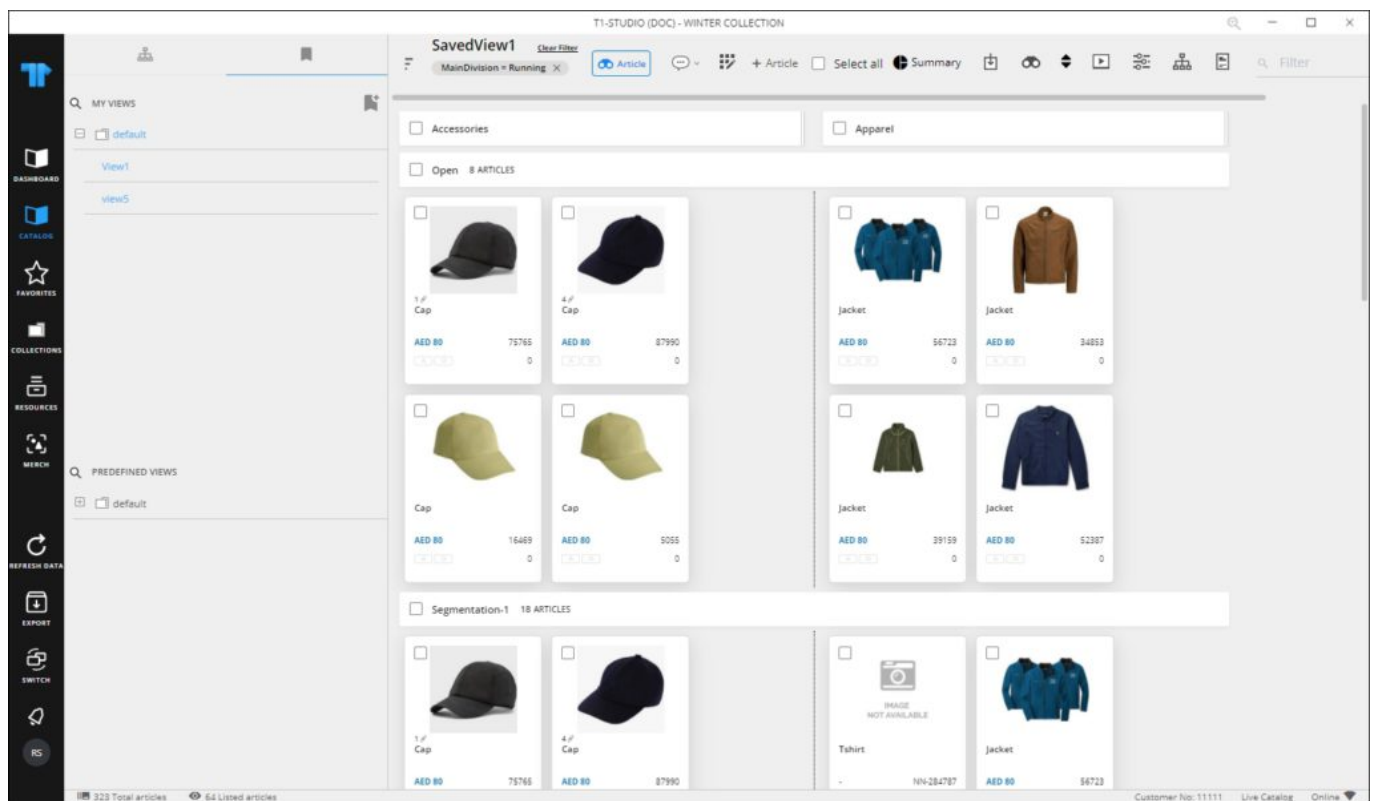 T1-STUDIO (DOC) - WINTER COLLECTION
SavedView1 Clear Filter
MainDivision = Running
Article
+ Article
Select all
Summary
Filter
MY VIEWS
default
View1
view5
PREDEFINED VIEWS
default
DASHBOARD
CATALOG
FAVORITES
COLLECTIONS
RESOURCES
MERCH
REFRESH DATA
EXPORT
SWITCH
RS
Accessories
Apparel
Open 8 ARTICLES
1
Cap
AED 80 75765
0
4
Cap
AED 80 87990
0
Jacket
AED 80 56723
0
Jacket
AED 80 34853
0
Cap
AED 80 16469
0
Cap
AED 80 5055
0
Jacket
AED 80 39159
0
Jacket
AED 80 52387
0
Segmentation-1 18 ARTICLES
1
Cap
AED 80 75765
4
Cap
AED 80 87990
IMAGE
NOT AVAILABLE
Tshirt
- NN-284787
Jacket
AED 80 56723
323 Total articles 64 Listed articles
Customer No: 11111 Live Catalog Online